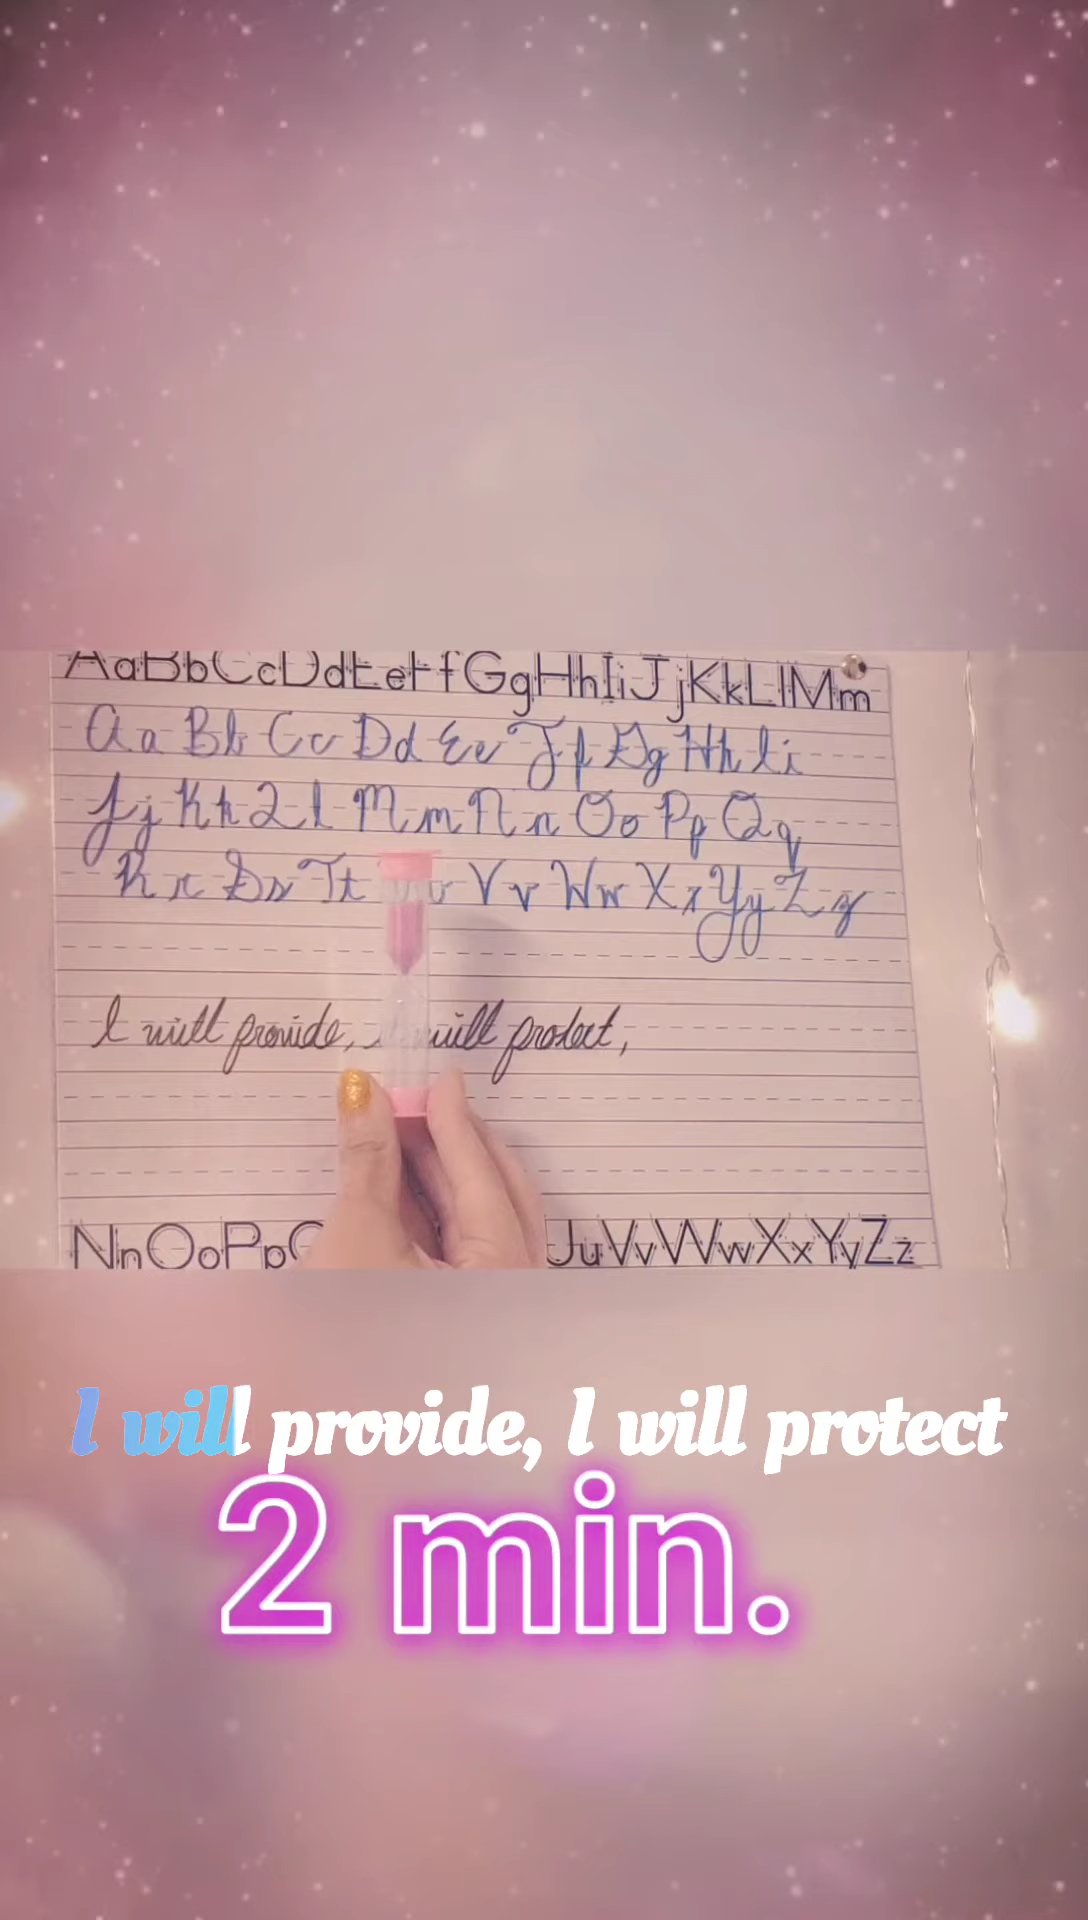 AaBbCcDdEeFfGgHhIiJjKkLlMm
Aa Bb Cc Dd Ee Ff Gg Hh Ii
Jj Kk Ll Mm Nn Oo Pp Qq
Rr Ss Tt u Vv Ww Xx Yy Zz
I will provide, will protect,
NnOoPp uVvWwXxYyZz
I will provide, I will protect
2 min.